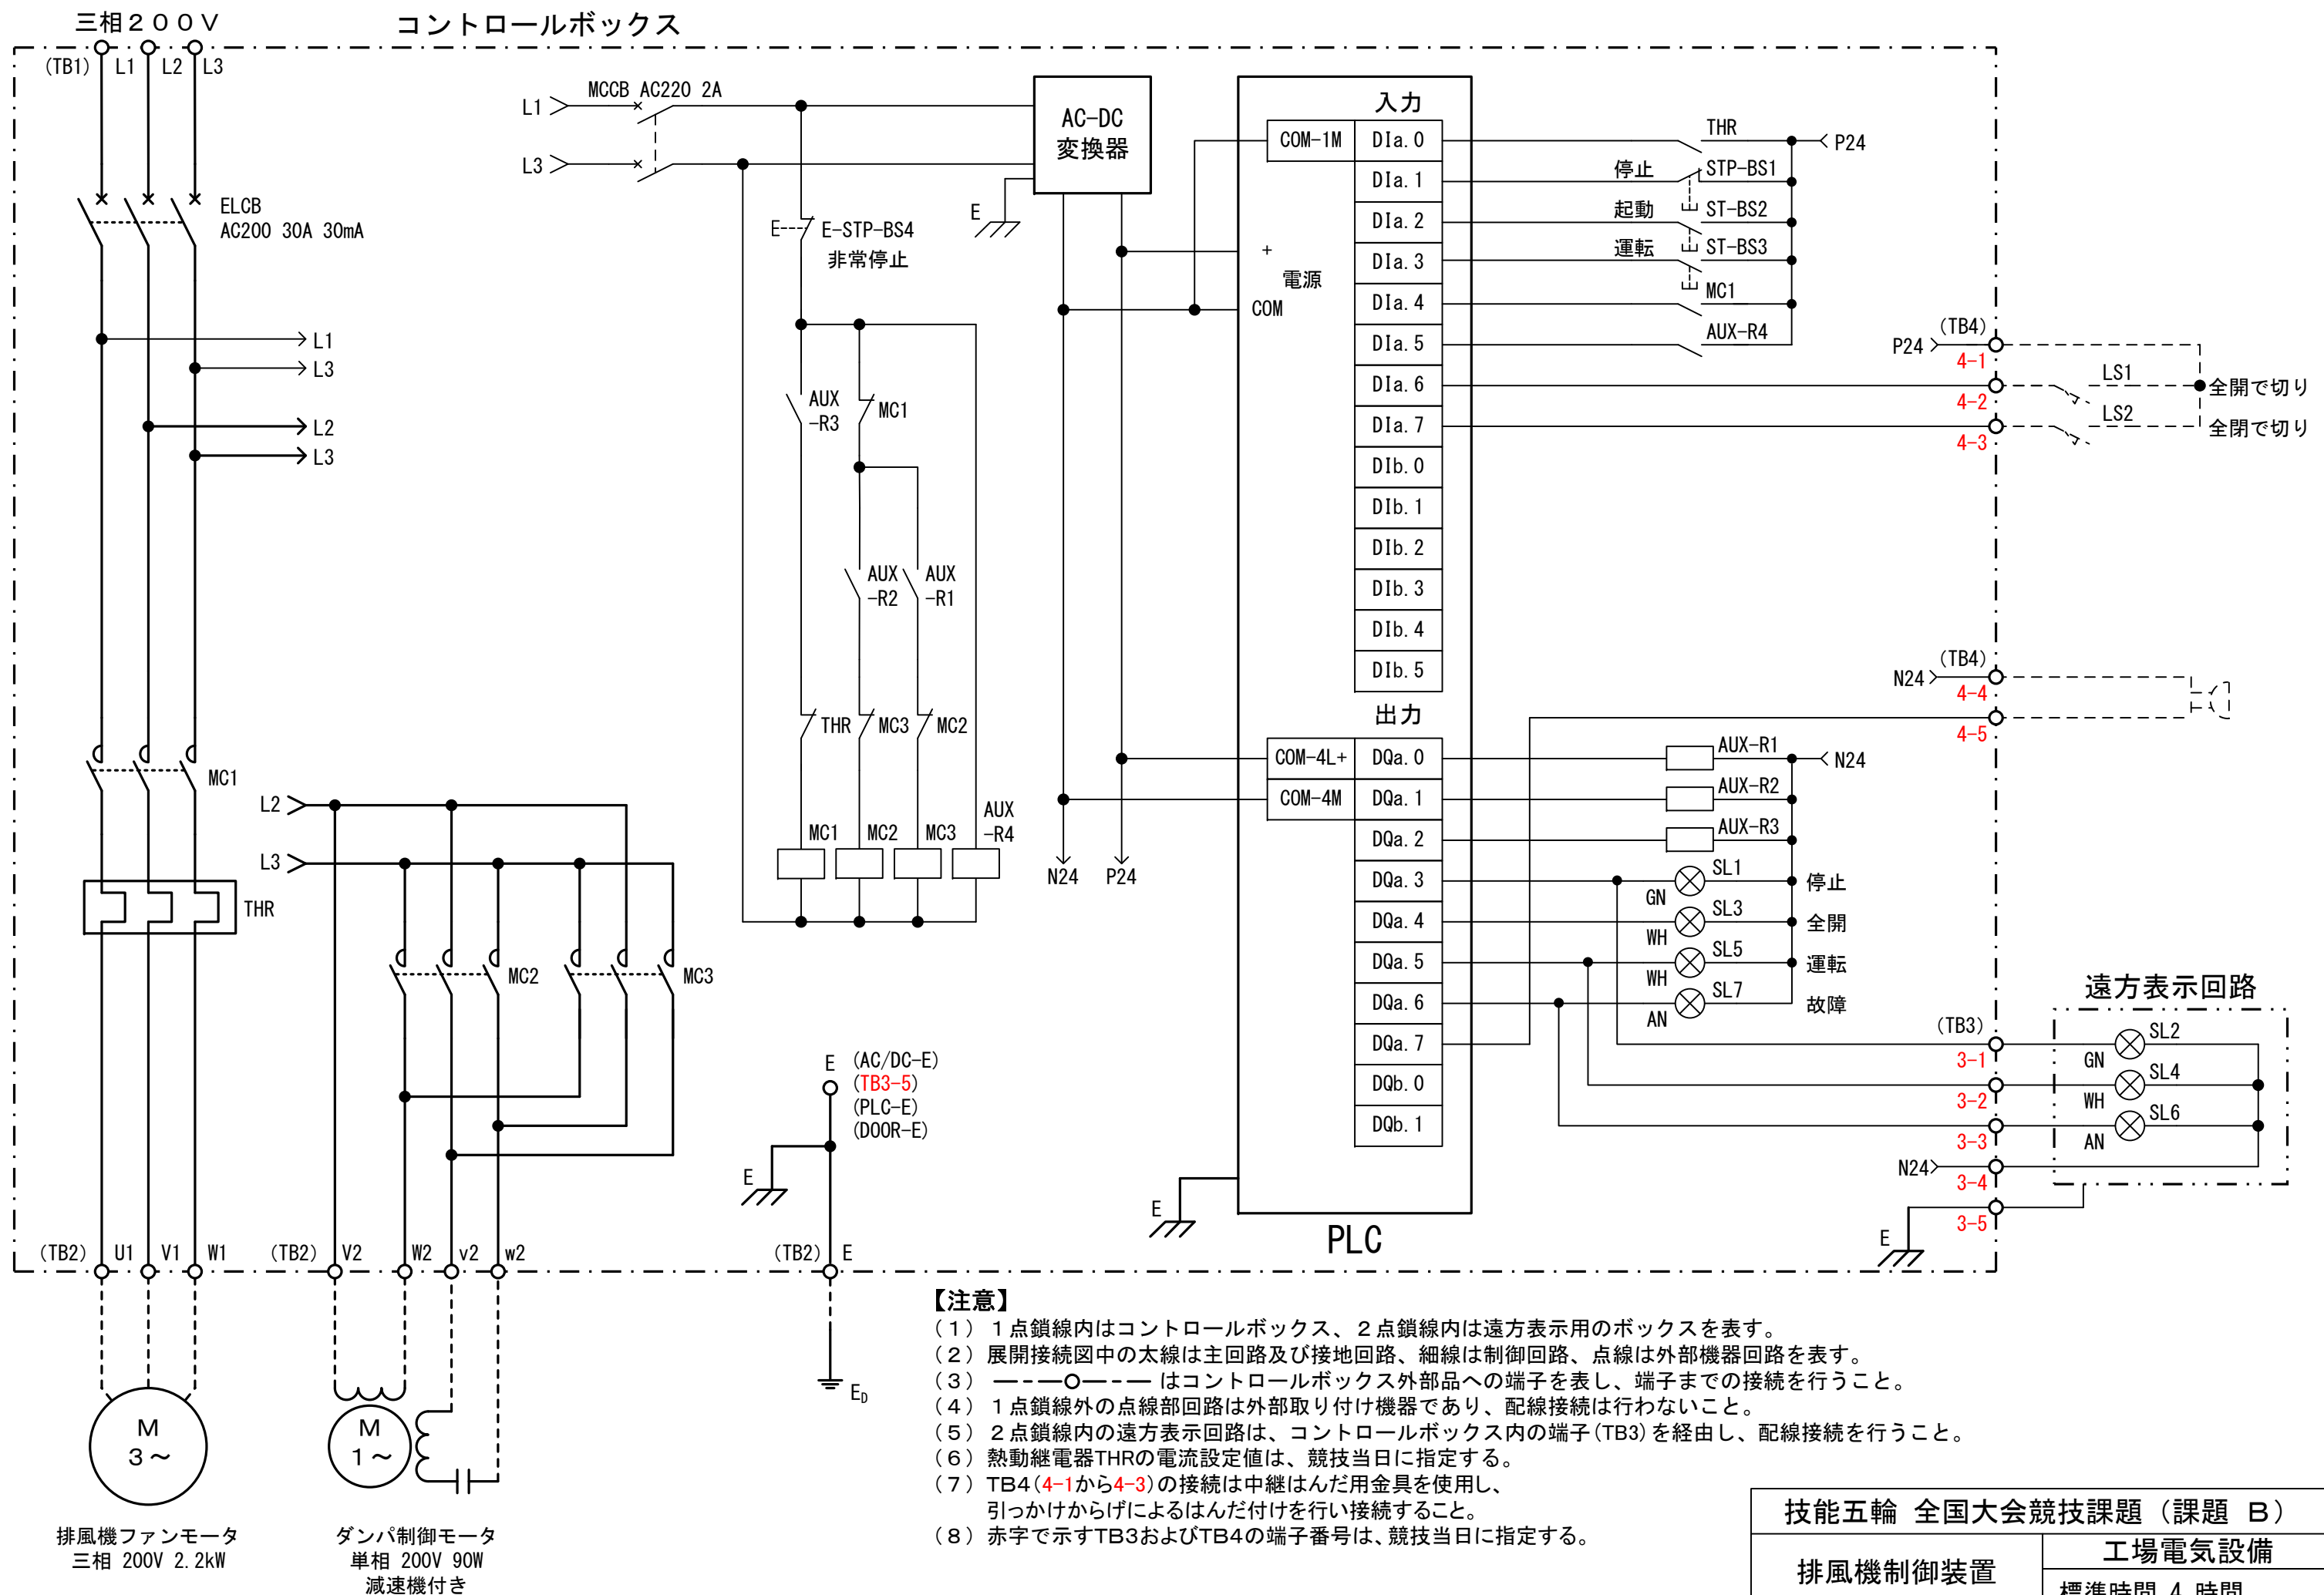 三相２００Ｖ
コントロールボックス
(TB1) L1 L2 L3
ELCB
AC200 30A 30mA
L1
L3
L2
L3
MC1
THR
L2
L3
MC2
MC3
(TB2) U1 V1 W1
(TB2) V2 W2 v2 w2
M
3～
M
1～
排風機ファンモータ
三相 200V 2.2kW
ダンパ制御モータ
単相 200V 90W
減速機付き
MCCB AC220 2A
L1
L3
AC-DC
変換器
E
E
E-STP-BS4
非常停止
AUX
-R3
MC1
AUX
-R2
AUX
-R1
THR
MC3
MC2
MC1
MC2
MC3
AUX
-R4
N24
P24
E
(AC/DC-E)
(TB3-5)
(PLC-E)
(DOOR-E)
E
(TB2) E
ED
入力
COM-1M
DIa.0
DIa.1
DIa.2
DIa.3
DIa.4
DIa.5
DIa.6
DIa.7
DIb.0
DIb.1
DIb.2
DIb.3
DIb.4
DIb.5
+
電源
COM
出力
COM-4L+
DQa.0
COM-4M
DQa.1
DQa.2
DQa.3
DQa.4
DQa.5
DQa.6
DQa.7
DQb.0
DQb.1
E
PLC
THR
P24
停止 STP-BS1
起動 ST-BS2
運転 ST-BS3
MC1
AUX-R4
(TB4)
P24
4-1
4-2
4-3
LS1
全開で切り
LS2
全閉で切り
(TB4)
N24
4-4
4-5
AUX-R1
N24
AUX-R2
AUX-R3
SL1
GN
停止
SL3
WH
全開
SL5
WH
運転
SL7
AN
故障
遠方表示回路
(TB3)
3-1
3-2
3-3
N24
3-4
3-5
E
SL2
GN
SL4
WH
SL6
AN
【注意】
（１）１点鎖線内はコントロールボックス、２点鎖線内は遠方表示用のボックスを表す。
（２）展開接続図中の太線は主回路及び接地回路、細線は制御回路、点線は外部機器回路を表す。
（３） はコントロールボックス外部品への端子を表し、端子までの接続を行うこと。
（４）１点鎖線外の点線部回路は外部取り付け機器であり、配線接続は行わないこと。
（５）２点鎖線内の遠方表示回路は、コントロールボックス内の端子(TB3)を経由し、配線接続を行うこと。
（６）熱動継電器THRの電流設定値は、競技当日に指定する。
（７）TB4(4-1から4-3)の接続は中継はんだ用金具を使用し、
引っかけからげによるはんだ付けを行い接続すること。
（８）赤字で示すTB3およびTB4の端子番号は、競技当日に指定する。
技能五輪 全国大会競技課題（課題 Ｂ）
排風機制御装置
工場電気設備
標準時間 4 時間